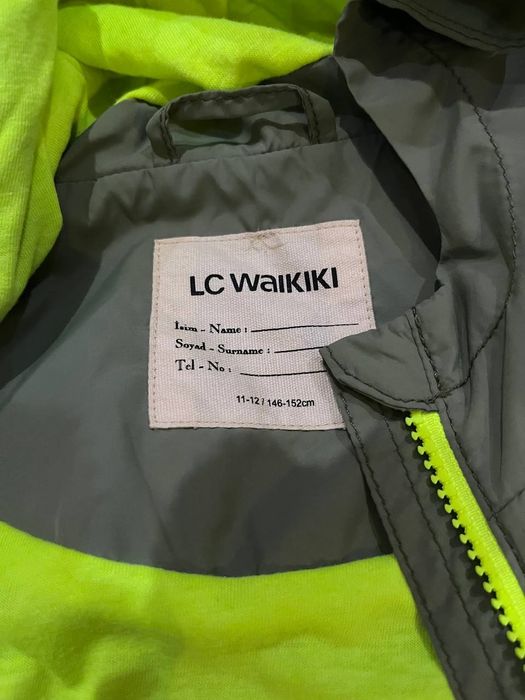 LC WAIKIKI
İsim - Name :
Soyad - Surname :
Tel - No :
11-12 / 146-152cm